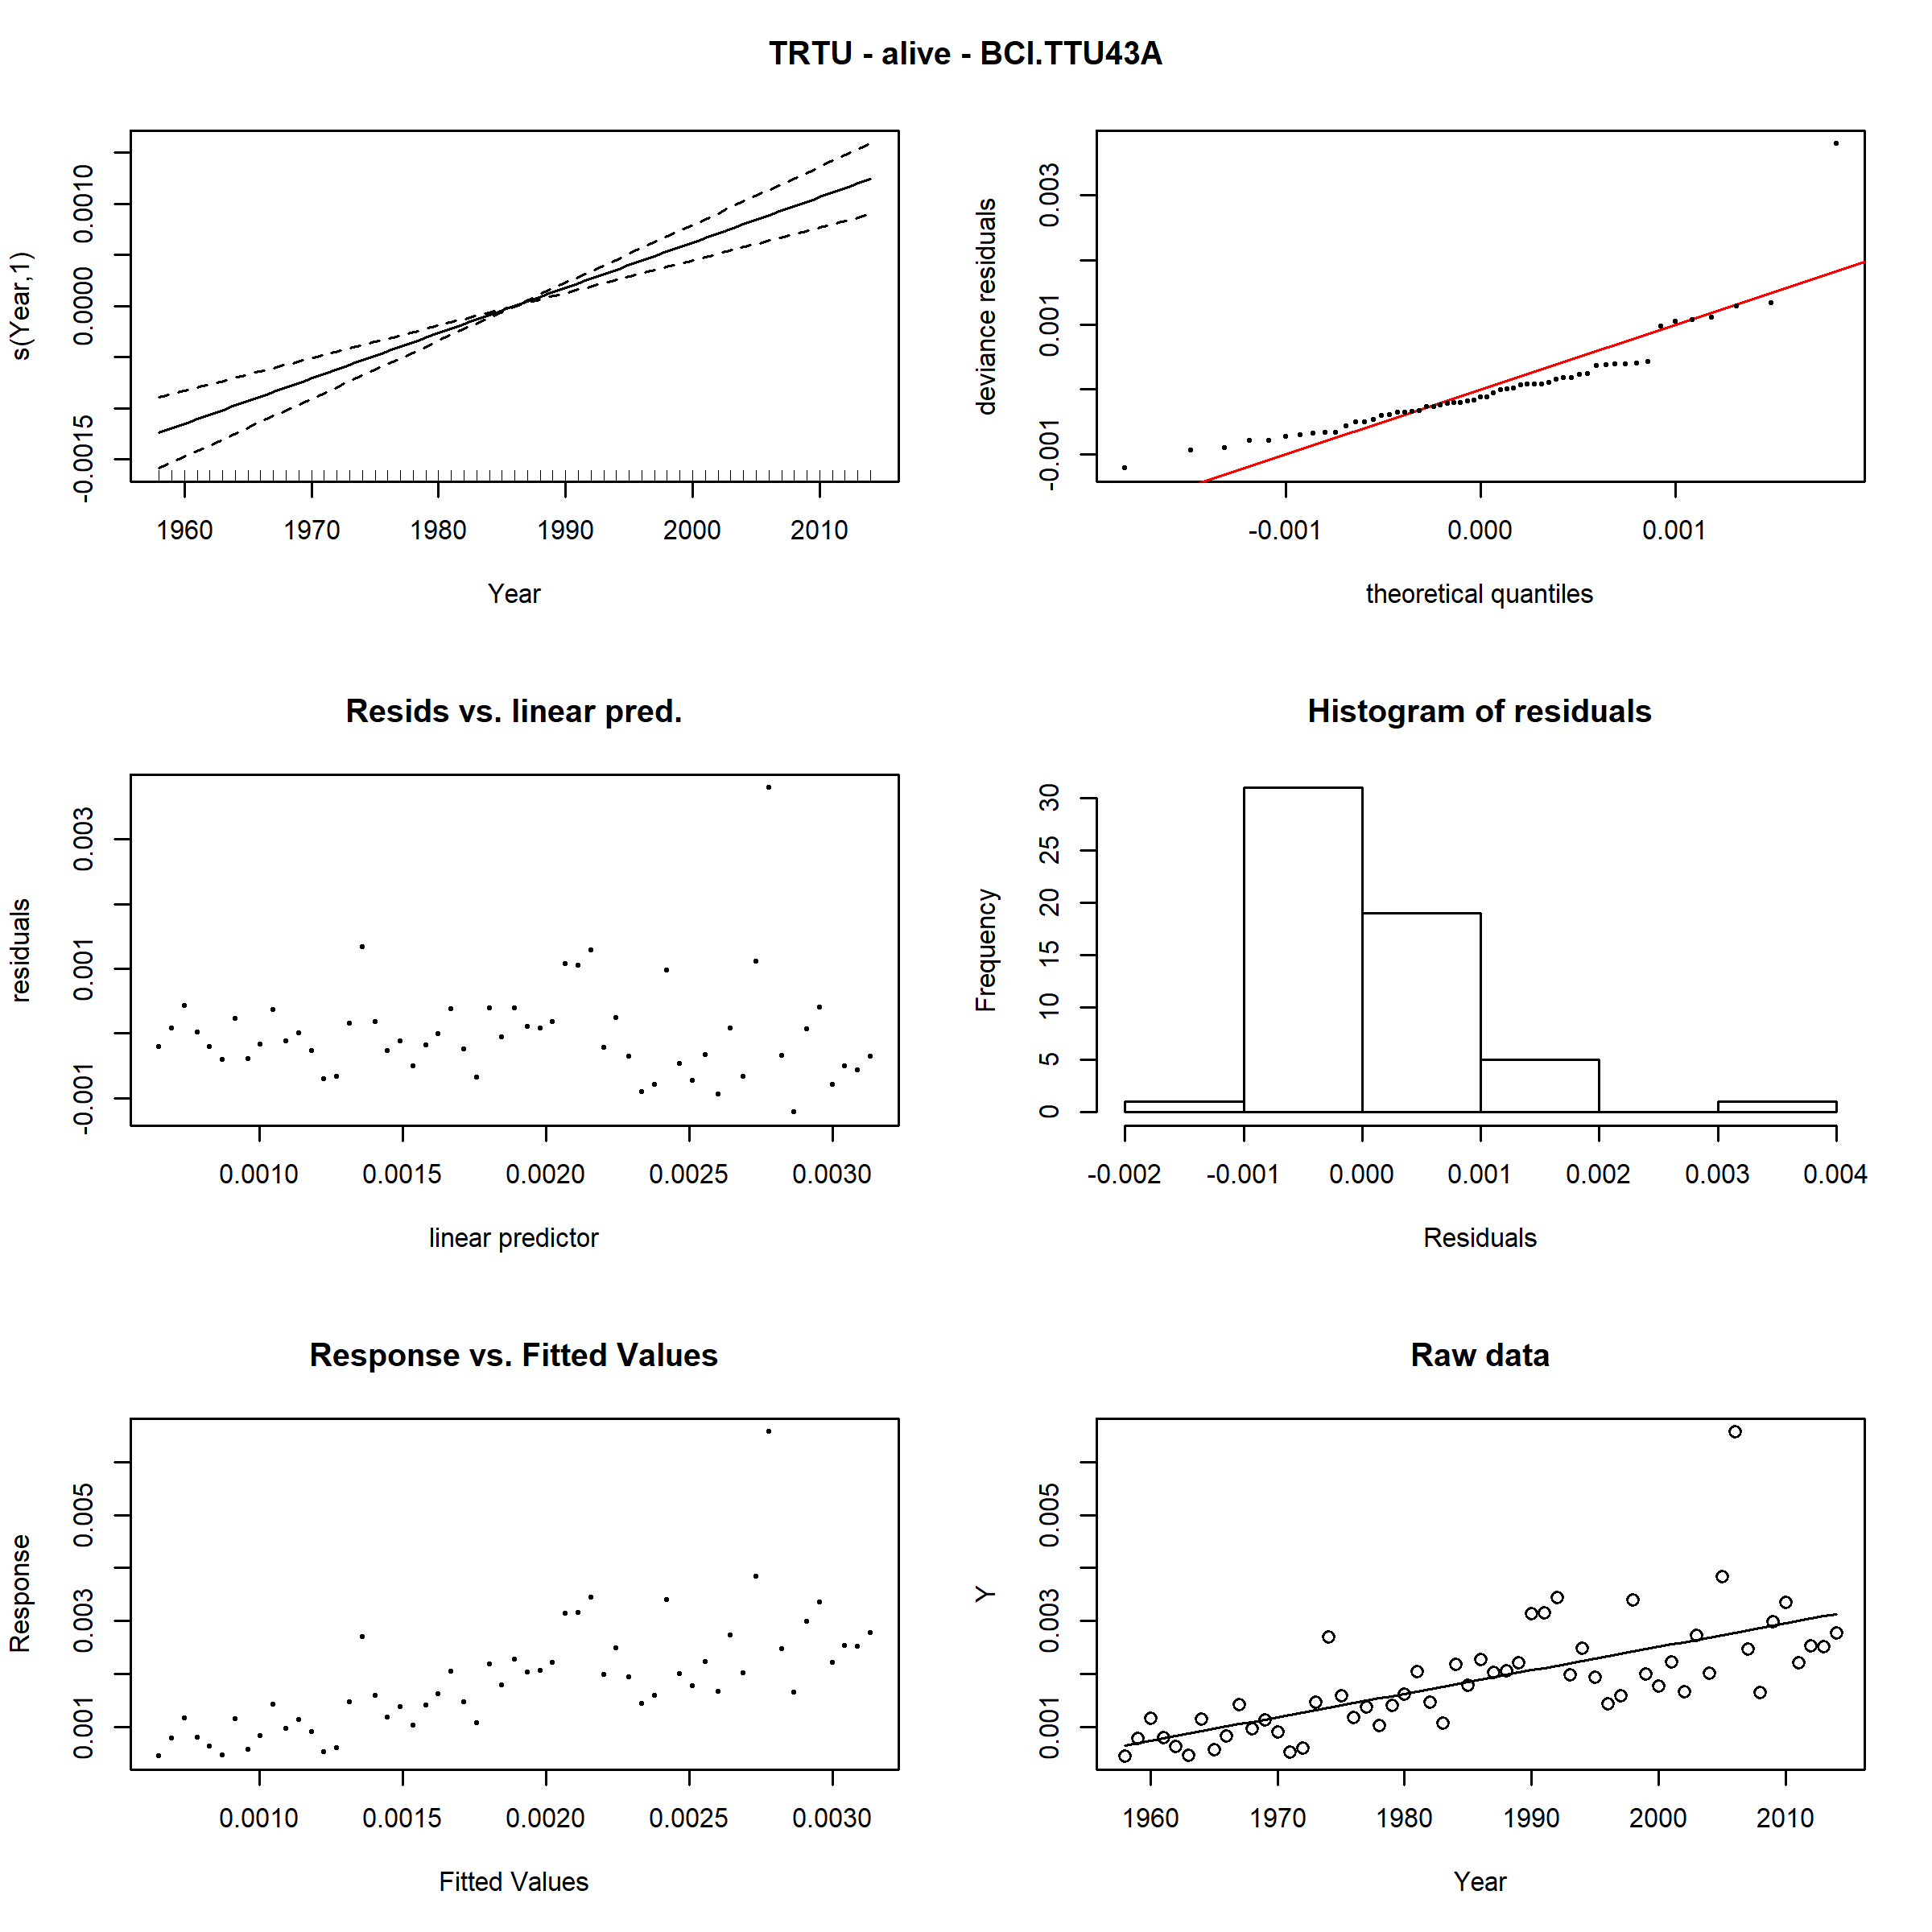 TRTU - alive - BCI.TTU43A
s(Year,1)
-0.0015 0.0000 0.0010
1960 1970 1980 1990 2000 2010
Year
deviance residuals
-0.001 0.001 0.003
-0.001 0.000 0.001
theoretical quantiles
Resids vs. linear pred.
residuals
-0.001 0.001 0.003
0.0010 0.0015 0.0020 0.0025 0.0030
linear predictor
Histogram of residuals
Frequency
0 5 10 15 20 25 30
-0.002 -0.001 0.000 0.001 0.002 0.003 0.004
Residuals
Response vs. Fitted Values
Response
0.001 0.003 0.005
0.0010 0.0015 0.0020 0.0025 0.0030
Fitted Values
Raw data
Y
0.001 0.003 0.005
1960 1970 1980 1990 2000 2010
Year